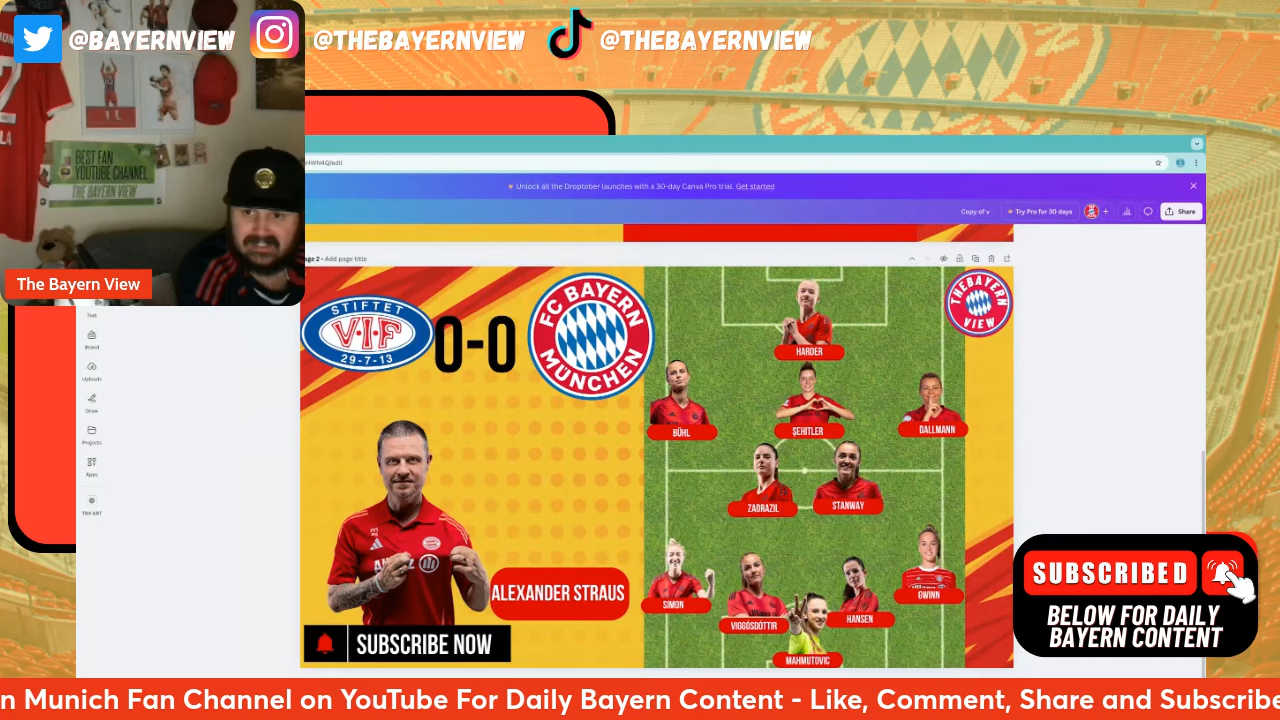 @BAYERNVIEW
@THEBAYERNVIEW
@THEBAYERNVIEW
BEST FAN
YOUTUBE CHANNEL
THE BAYERN VIEW
The Bayern View
Unlock all the Droptober launches with a 30-day Canva Pro trial. Get started
Copy of v
Try Pro for 30 days
Share
Page 2 - Add page title
Text
Brand
Uploads
Draw
Projects
Apps
STIFTET
V.I.F
29-7-13
0-0
FC BAYERN
MÜNCHEN
THE BAYERN
VIEW
HARDER
BÜHL
ŞEHITLER
DALLMANN
ZADRAZIL
STANWAY
SIMON
VIGGÓSDÓTTIR
HANSEN
GWINN
MAHMUTOVIC
ALEXANDER STRAUS
SUBSCRIBE NOW
SUBSCRIBED
BELOW FOR DAILY
BAYERN CONTENT
n Munich Fan Channel on YouTube For Daily Bayern Content - Like, Comment, Share and Subscribe